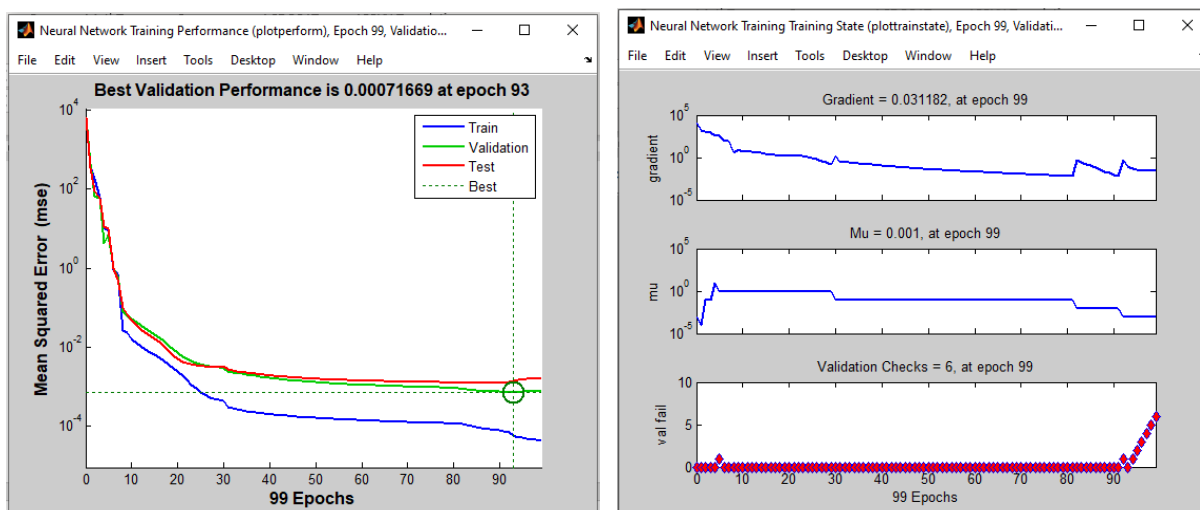 Neural Network Training Performance (plotperform), Epoch 99, Validatio...
File Edit View Insert Tools Desktop Window Help
Best Validation Performance is 0.00071669 at epoch 93
Mean Squared Error (mse)
10^4
10^2
10^0
10^-2
10^-4
Train
Validation
Test
Best
0 10 20 30 40 50 60 70 80 90
99 Epochs
Neural Network Training Training State (plottrainstate), Epoch 99, Vali...
File Edit View Insert Tools Desktop Window Help
Gradient = 0.031182, at epoch 99
gradient
10^5
10^0
10^-5
Mu = 0.001, at epoch 99
mu
10^5
10^0
10^-5
Validation Checks = 6, at epoch 99
val fail
10
5
0
0 10 20 30 40 50 60 70 80 90
99 Epochs